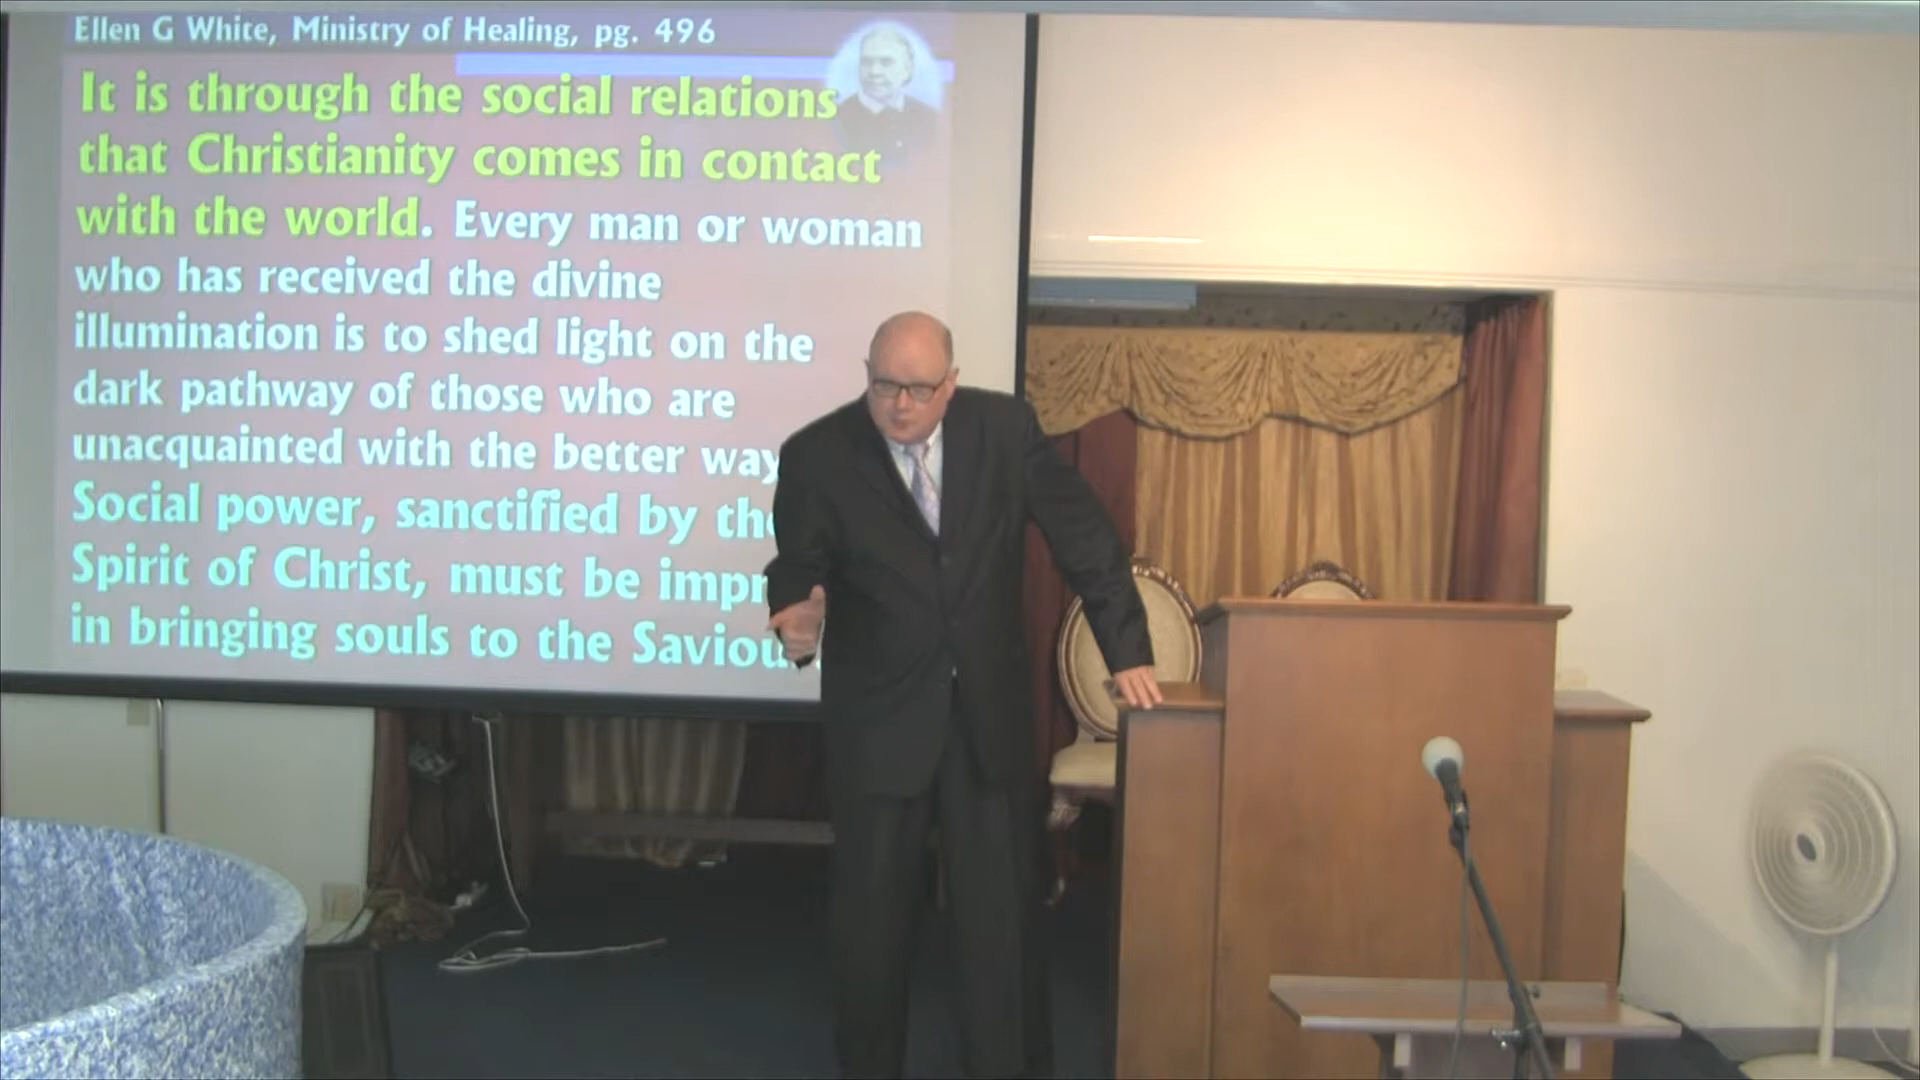 Ellen G White, Ministry of Healing, pg. 496
It is through the social relations
that Christianity comes in contact
with the world. Every man or woman
who has received the divine
illumination is to shed light on the
dark pathway of those who are
unacquainted with the better way
Social power, sanctified by the
Spirit of Christ, must be
in bringing souls to the Saviour.